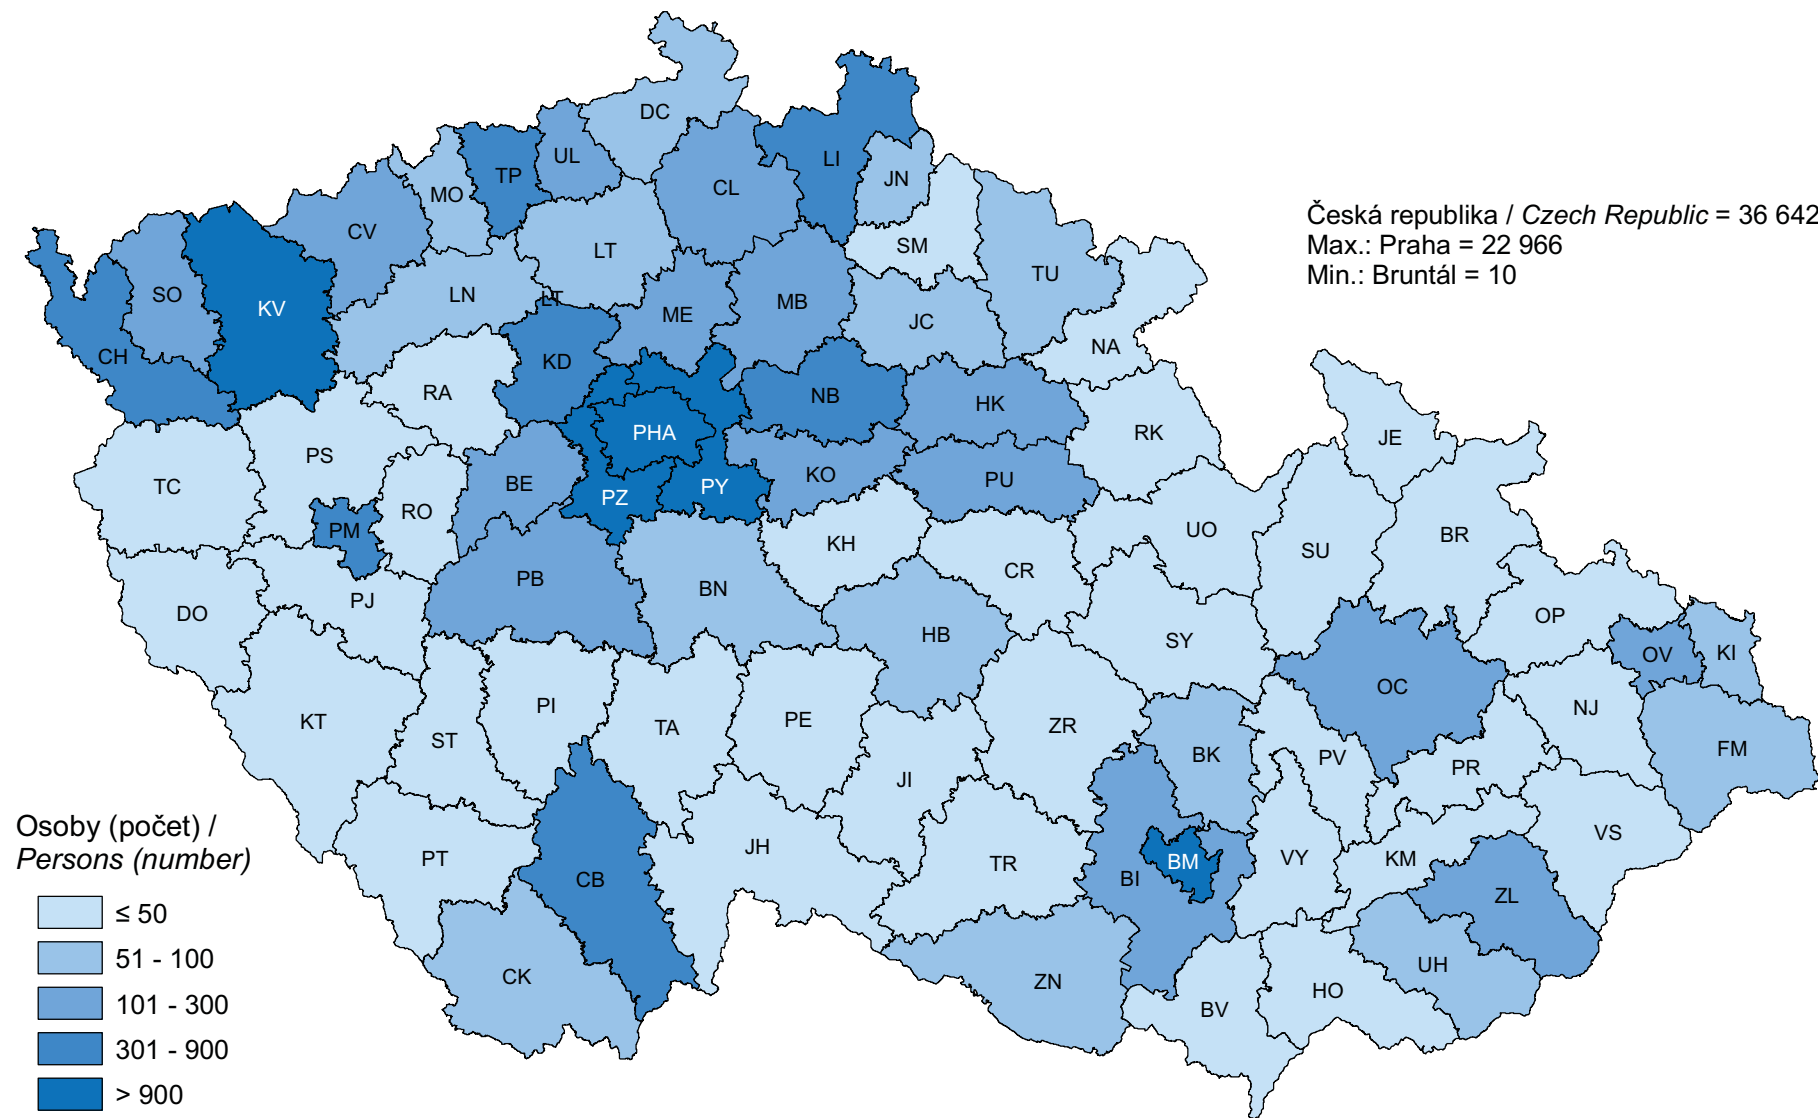 Česká republika / Czech Republic = 36 642
Max.: Praha = 22 966
Min.: Bruntál = 10
DC
UL
TP
LI
MO
CL
JN
CV
LT
SM
TU
SO
KV
LN
LT
ME
MB
JC
CH
NA
KD
RA
NB
HK
PHA
RK
JE
PS
TC
BE
KO
PU
PZ
PY
RO
PM
UO
BR
SU
KH
CR
PB
BN
PJ
DO
HB
SY
OP
OV
KI
OC
KT
ST
PI
TA
PE
ZR
NJ
BK
PV
PR
FM
JI
VS
JH
PT
CB
TR
BI
BM
VY
KM
ZL
CK
ZN
UH
BV
HO
Osoby (počet) /
Persons (number)
≤ 50
51 - 100
101 - 300
301 - 900
> 900